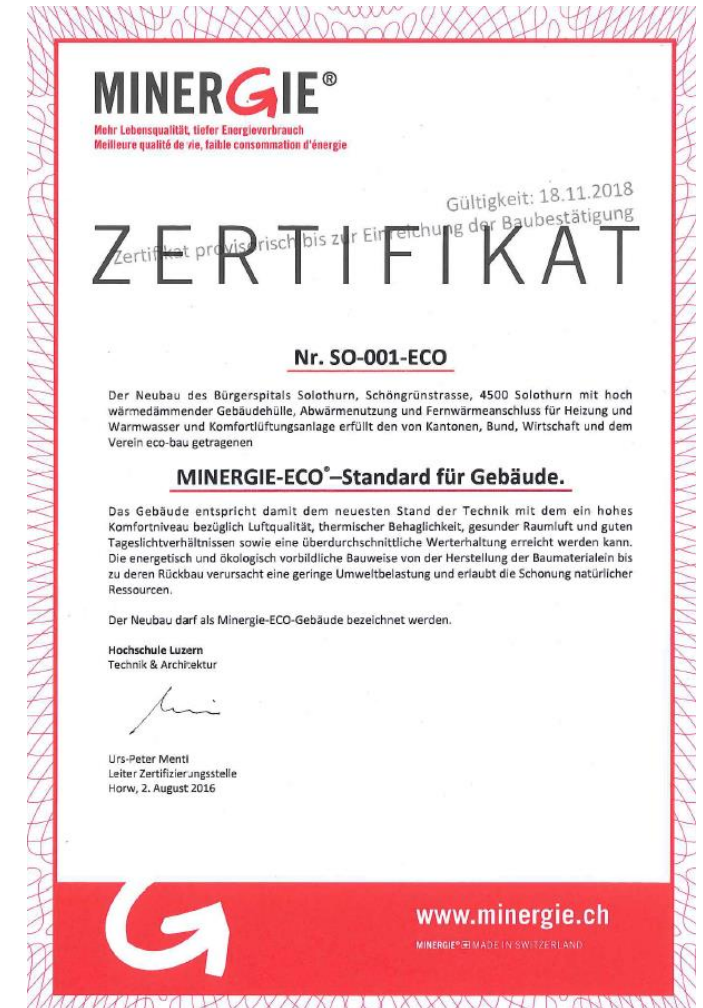 MINERGIE®
Mehr Lebensqualität, tiefer Energieverbrauch
Meilleure qualité de vie, faible consommation d'énergie
Gültigkeit: 18.11.2018
Zertifikat provisorisch bis zur Einreichung der Baubestätigung
ZERTIFIKAT
Nr. SO-001-ECO
Der Neubau des Bürgerspitals Solothurn, Schöngrünstrasse, 4500 Solothurn mit hoch
wärmedämmender Gebäudehülle, Abwärmenutzung und Fernwärmeanschluss für Heizung und
Warmwasser und Komfortlüftungsanlage erfüllt den von Kantonen, Bund, Wirtschaft und dem
Verein eco-bau getragenen
MINERGIE-ECO®–Standard für Gebäude.
Das Gebäude entspricht damit dem neuesten Stand der Technik mit dem ein hohes
Komfortniveau bezüglich Luftqualität, thermischer Behaglichkeit, gesunder Raumluft und guten
Tageslichtverhältnissen sowie eine überdurchschnittliche Werterhaltung erreicht werden kann.
Die energetisch und ökologisch vorbildliche Bauweise von der Herstellung der Baumaterialein bis
zu deren Rückbau verursacht eine geringe Umweltbelastung und erlaubt die Schonung natürlicher
Ressourcen.
Der Neubau darf als Minergie-ECO-Gebäude bezeichnet werden.
Hochschule Luzern
Technik & Architektur
Urs-Peter Menti
Leiter Zertifizierungsstelle
Horw, 2. August 2016
www.minergie.ch
MINERGIE® MADE IN SWITZERLAND